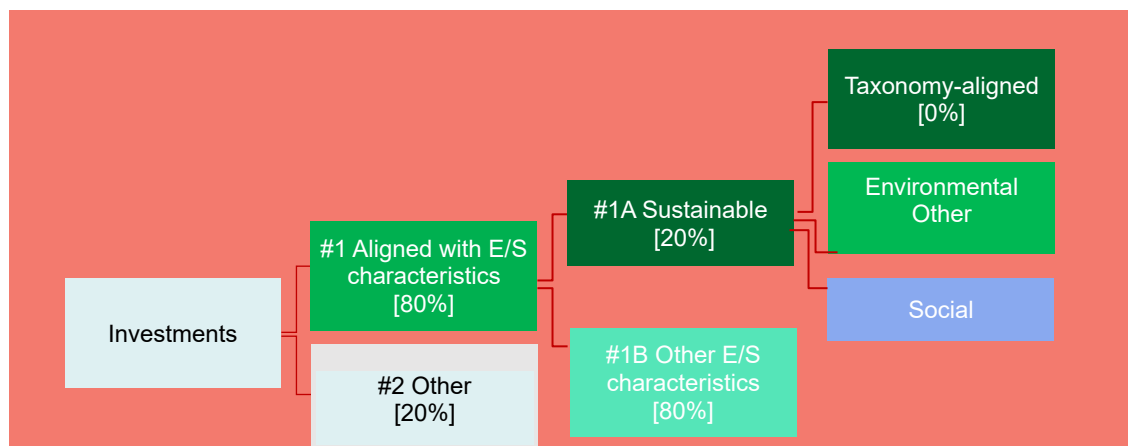 Investments
#1 Aligned with E/S
characteristics
[80%]
#2 Other
[20%]
#1A Sustainable
[20%]
#1B Other E/S
characteristics
[80%]
Taxonomy-aligned
[0%]
Environmental
Other
Social